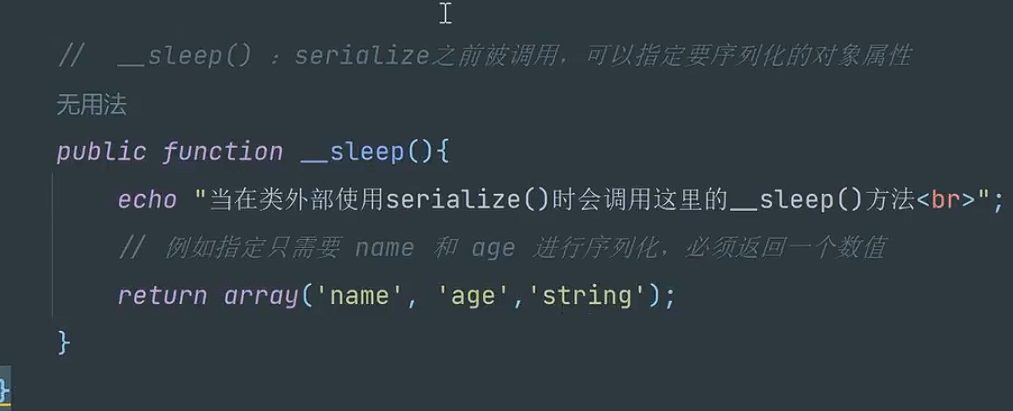 // __sleep() : serialize之前被调用, 可以指定要序列化的对象属性
无用法
public function __sleep(){
echo "当在类外部使用serialize()时会调用这里的__sleep()方法<br>";
// 例如指定只需要 name 和 age 进行序列化, 必须返回一个数值
return array('name', 'age','string');
}
}